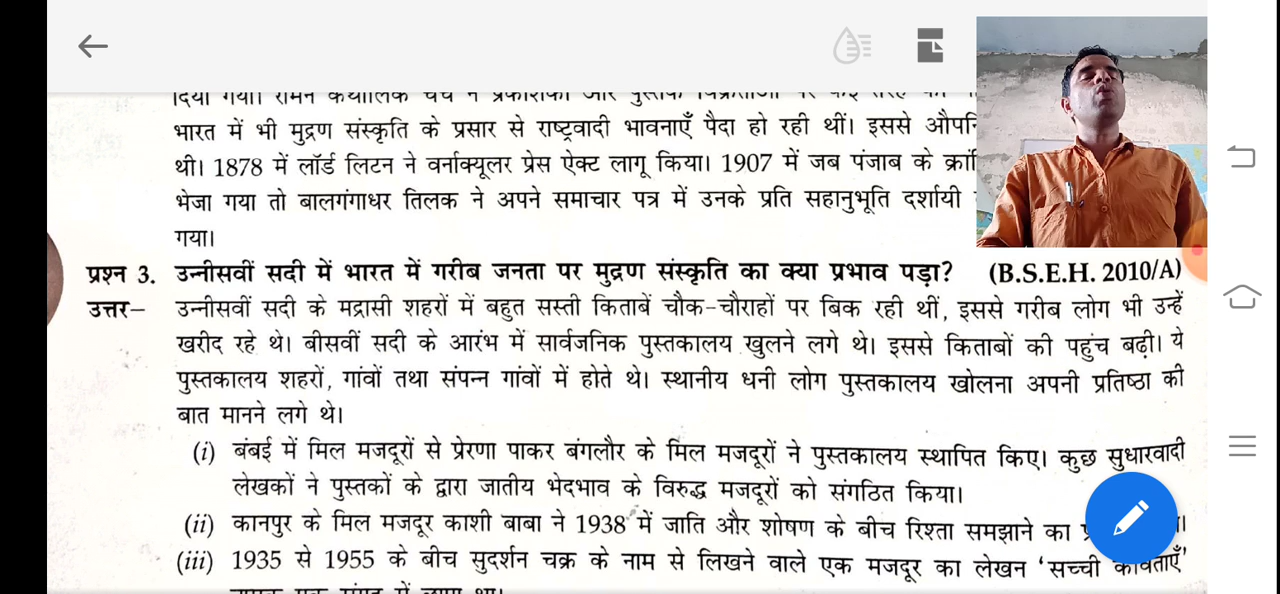 भारत में भी मुद्रण संस्कृति के प्रसार से राष्ट्रवादी भावनाएँ पैदा हो रही थीं। इससे औपनि
थी। 1878 में लॉर्ड लिटन ने वर्नाक्यूलर प्रेस ऐक्ट लागू किया। 1907 में जब पंजाब के क्रांि
भेजा गया तो बालगंगाधर तिलक ने अपने समाचार पत्र में उनके प्रति सहानुभूति दर्शायी
गया।
प्रश्न 3. उन्नीसवीं सदी में भारत में गरीब जनता पर मुद्रण संस्कृति का क्या प्रभाव पड़ा? (B.S.E.H. 2010/A)
उत्तर– उन्नीसवीं सदी के मद्रासी शहरों में बहुत सस्ती किताबें चौक-चौराहों पर बिक रही थीं, इससे गरीब लोग भी उन्हें
खरीद रहे थे। बीसवीं सदी के आरंभ में सार्वजनिक पुस्तकालय खुलने लगे थे। इससे किताबों की पहुंच बढ़ी। ये
पुस्तकालय शहरों, गांवों तथा संपन्न गांवों में होते थे। स्थानीय धनी लोग पुस्तकालय खोलना अपनी प्रतिष्ठा की
बात मानने लगे थे।
(i) बंबई में मिल मजदूरों से प्रेरणा पाकर बंगलौर के मिल मजदूरों ने पुस्तकालय स्थापित किए। कुछ सुधारवादी
लेखकों ने पुस्तकों के द्वारा जातीय भेदभाव के विरुद्ध मजदूरों को संगठित किया।
(ii) कानपुर के मिल मजदूर काशी बाबा ने 1938 में जाति और शोषण के बीच रिश्ता समझाने का
(iii) 1935 से 1955 के बीच सुदर्शन चक्र के नाम से लिखने वाले एक मजदूर का लेखन ‘सच्ची कविताएँ’